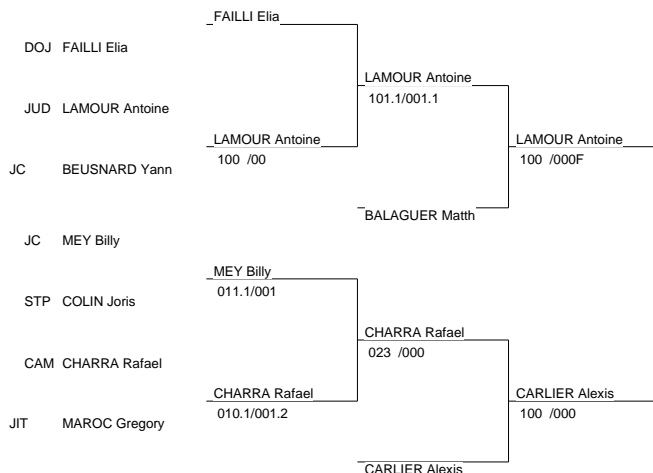 FAILLI Elia
DOJ FAILLI Elia
LAMOUR Antoine
101.1/001.1
JUD LAMOUR Antoine
LAMOUR Antoine
100 /00
LAMOUR Antoine
100 /000F
JC BEUSNARD Yann
BALAGUER Matth
JC MEY Billy
MEY Billy
011.1/001
STP COLIN Joris
CHARRA Rafael
023 /000
CAM CHARRA Rafael
CHARRA Rafael
010.1/001.2
CARLIER Alexis
100 /000
JIT MAROC Gregory
CARLIER Alexis